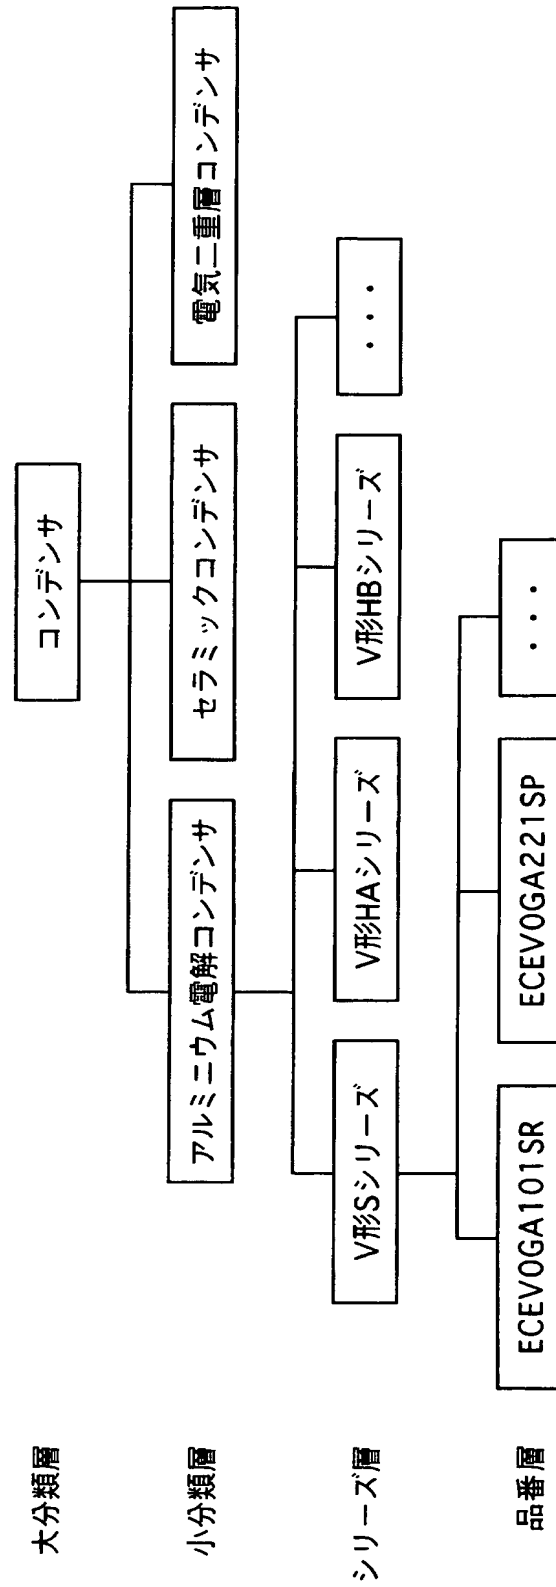 大分類層
コンデンサ
小分類層
アルミニウム電解コンデンサ
セラミックコンデンサ
電気二重層コンデンサ
シリーズ層
V形Sシリーズ
V形HAシリーズ
V形HBシリーズ
・・・
品番層
ECEV0GA101SR
ECEV0GA221SP
・・・